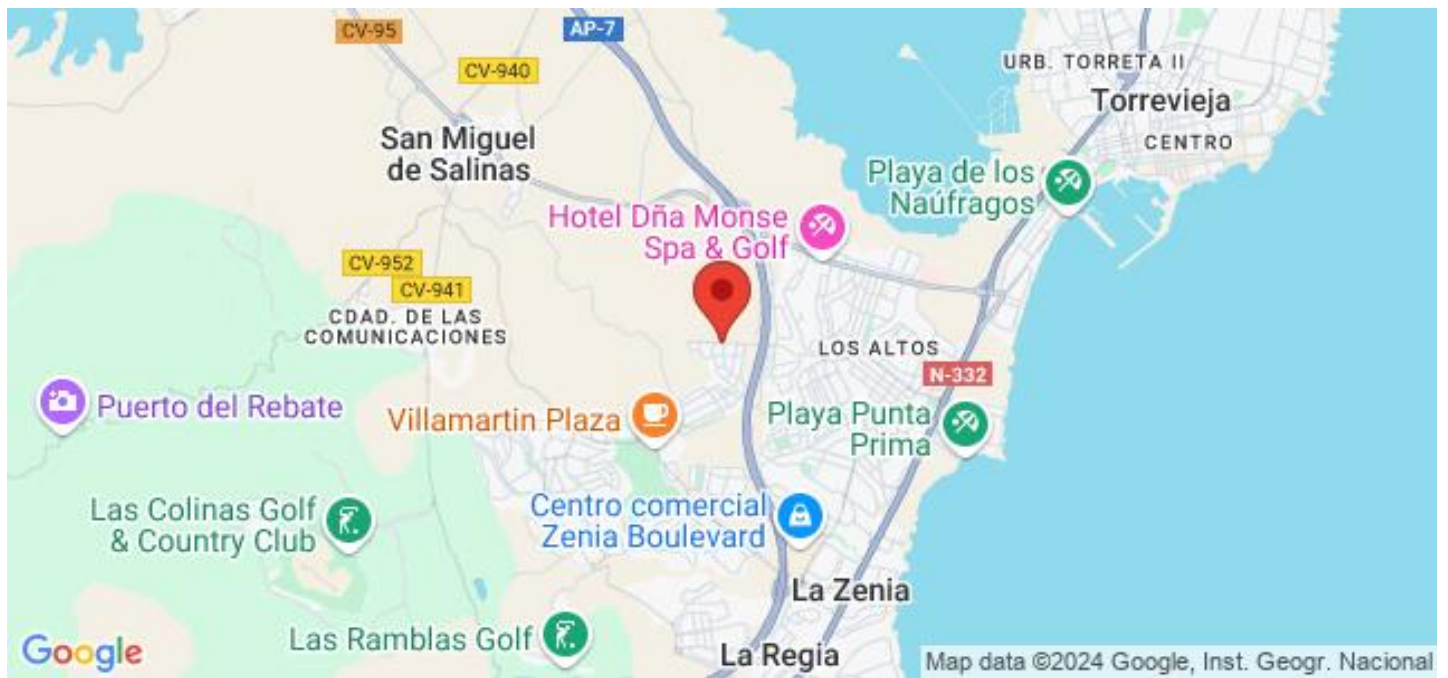 CV-95
AP-7
CV-940
URB. TORRETA II
Torrevieja
CENTRO
San Miguel
de Salinas
Playa de los
Naúfragos
Hotel Dña Monse
Spa & Golf
CV-952
CV-941
CDAD. DE LAS
COMUNICACIONES
LOS ALTOS
N-332
Puerto del Rebate
Villamartin Plaza
Playa Punta
Prima
Las Colinas Golf
& Country Club
Centro comercial
Zenia Boulevard
La Zenia
Las Ramblas Golf
La Regia
Google
Map data ©2024 Google, Inst. Geogr. Nacional